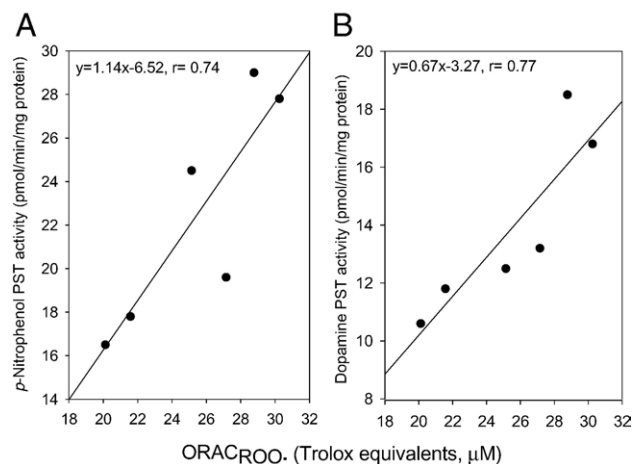 A
B
y=1.14x-6.52, r= 0.74
y=0.67x-3.27, r= 0.77
p-Nitrophenol PST activity (pmol/min/mg protein)
30
28
26
24
22
20
18
16
14
18 20 22 24 26 28 30 32
Dopamine PST activity (pmol/min/mg protein)
20
18
16
14
12
10
8
18 20 22 24 26 28 30 32
ORACROO. (Trolox equivalents, μM)